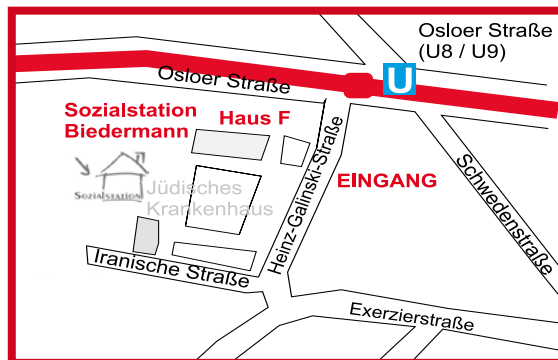 Osloer Straße
(U8 / U9)
U
Osloer Straße
Sozialstation
Biedermann
Haus F
SOZIALSTATION
Jüdisches
Krankenhaus
EINGANG
Heinz-Galinski-Straße
Schwedenstraße
Iranische Straße
Exerzierstraße